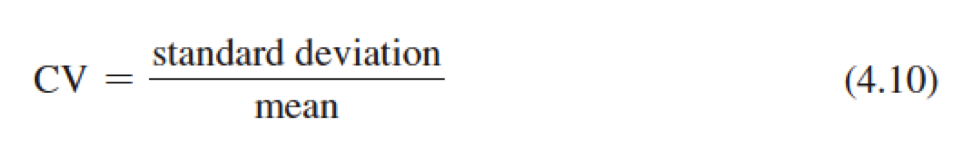 CV = standard deviation / mean (4.10)